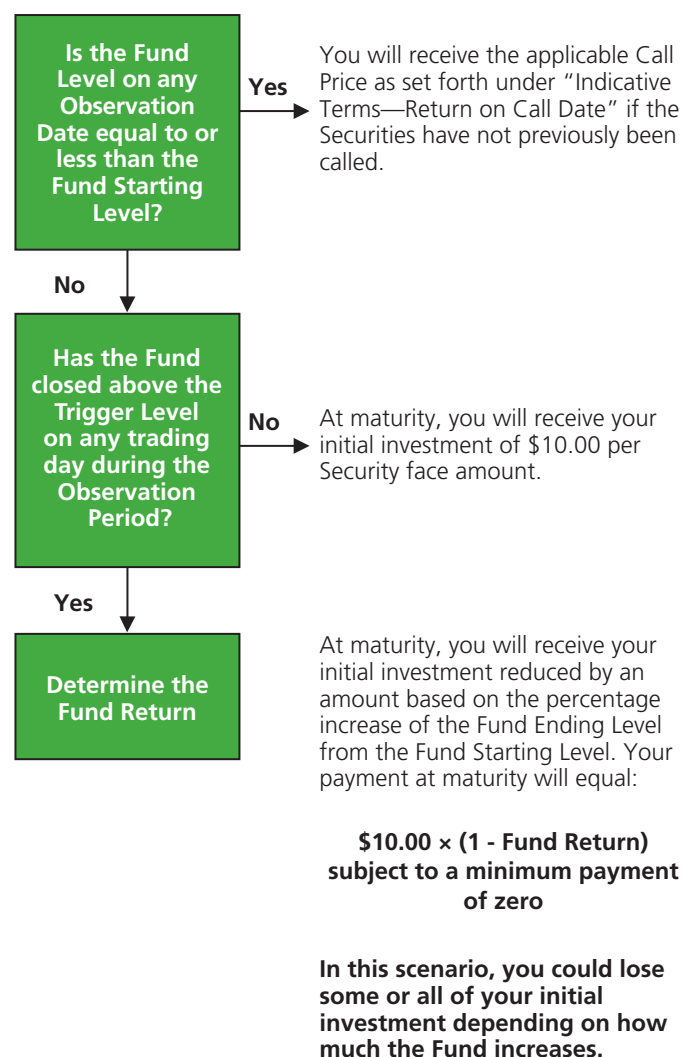 Is the Fund
Level on any
Observation
Date equal to or
less than the
Fund Starting
Level?
Yes
You will receive the applicable Call
Price as set forth under “Indicative
Terms—Return on Call Date” if the
Securities have not previously been
called.
No
Has the Fund
closed above the
Trigger Level
on any trading
day during the
Observation
Period?
No
At maturity, you will receive your
initial investment of $10.00 per
Security face amount.
Yes
Determine the
Fund Return
At maturity, you will receive your
initial investment reduced by an
amount based on the percentage
increase of the Fund Ending Level
from the Fund Starting Level. Your
payment at maturity will equal:
$10.00 × (1 - Fund Return)
subject to a minimum payment
of zero
In this scenario, you could lose
some or all of your initial
investment depending on how
much the Fund increases.